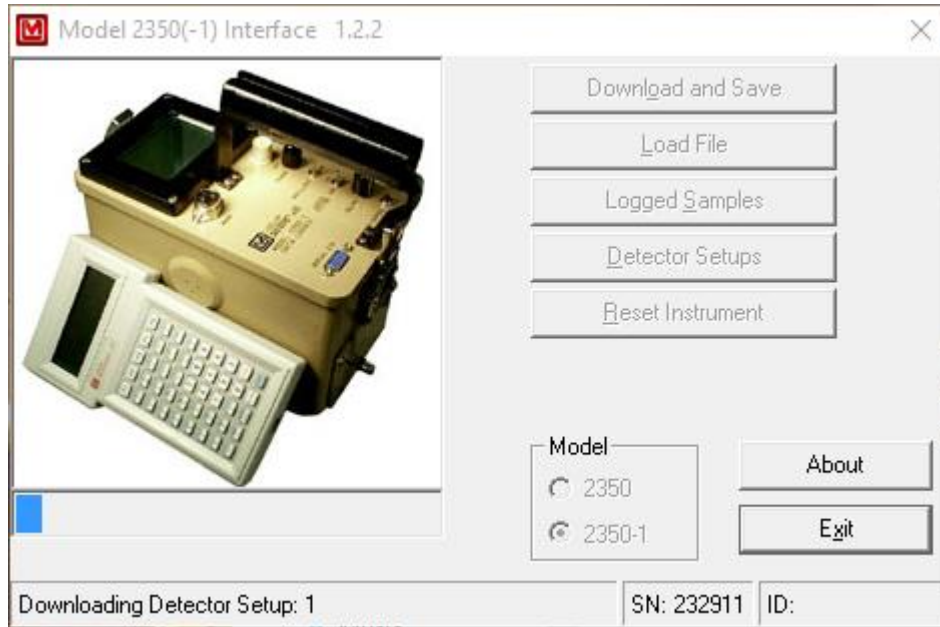 Model 2350(-1) Interface 1.2.2
Download and Save
Load File
Logged Samples
Detector Setups
Reset Instrument
Model
2350
2350-1
About
Exit
Downloading Detector Setup: 1
SN: 232911
ID: